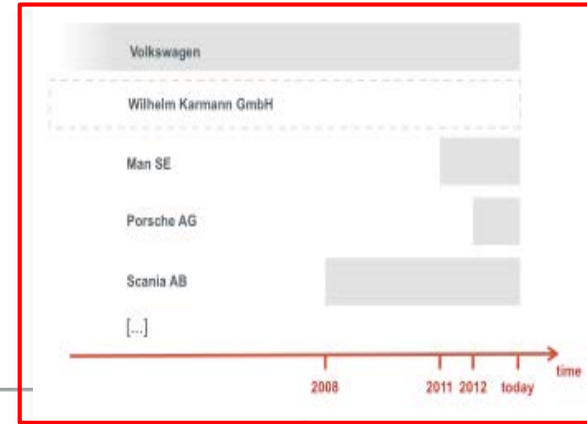 Volkswagen
Wilhelm Karmann GmbH
Man SE
Porsche AG
Scania AB
[...]
time
2008 2011 2012 today